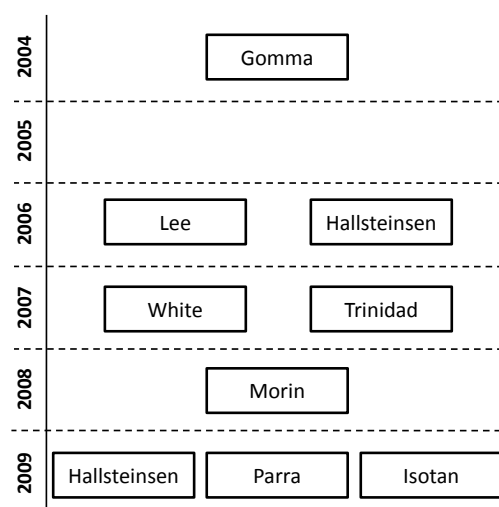 2004
Gomma
2005
2006
Lee
Hallsteinsen
2007
White
Trinidad
2008
Morin
2009
Hallsteinsen
Parra
Isotan